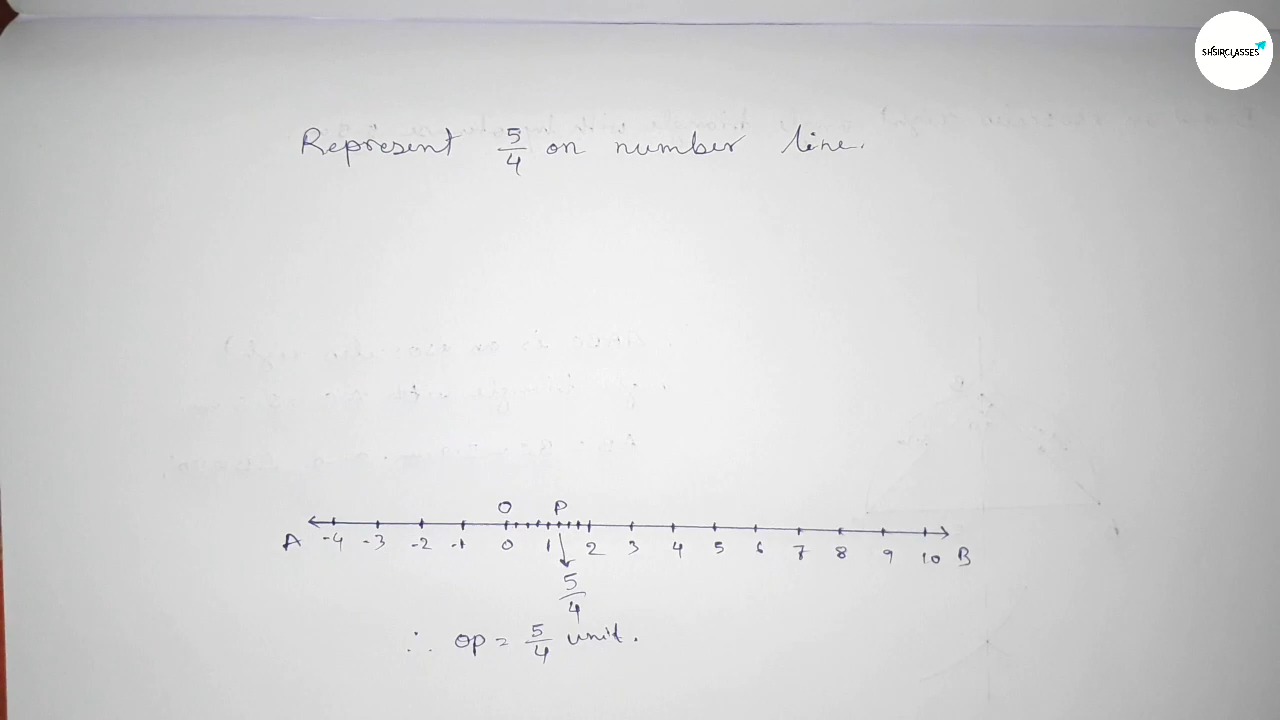 SHSIRCLASSES
Represent 5/4 on number line.
O P
A -4 -3 -2 -1 0 1 2 3 4 5 6 7 8 9 10 B
5/4
∴ OP = 5/4 unit.